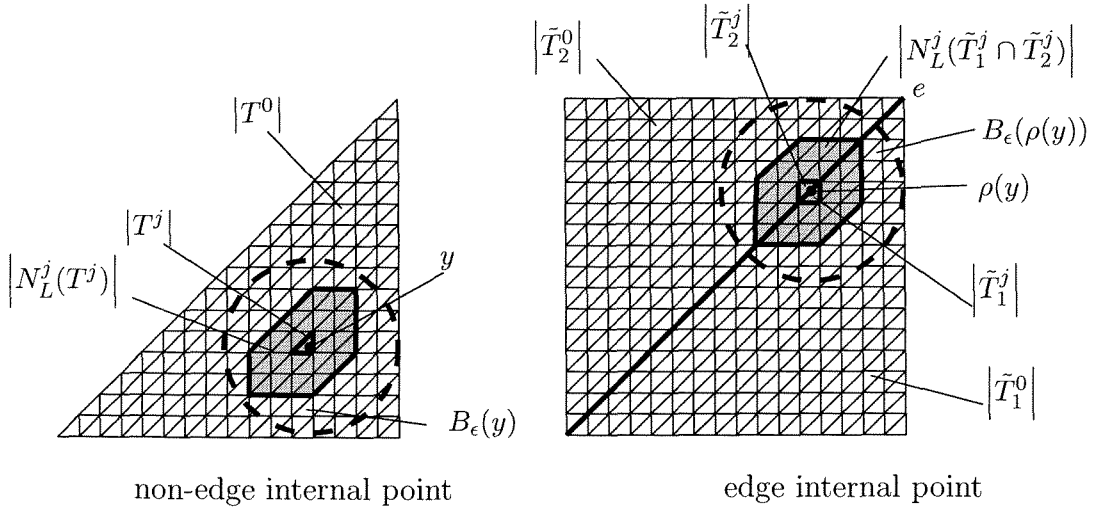 |T^0|
|T^j|
|N_L^j(T^j)|
y
B_ϵ(y)
non-edge internal point
|T̃_2^0|
|T̃_2^j|
|N_L^j(T̃_1^j ∩ T̃_2^j)|
e
B_ϵ(ρ(y))
ρ(y)
|T̃_1^j|
|T̃_1^0|
edge internal point